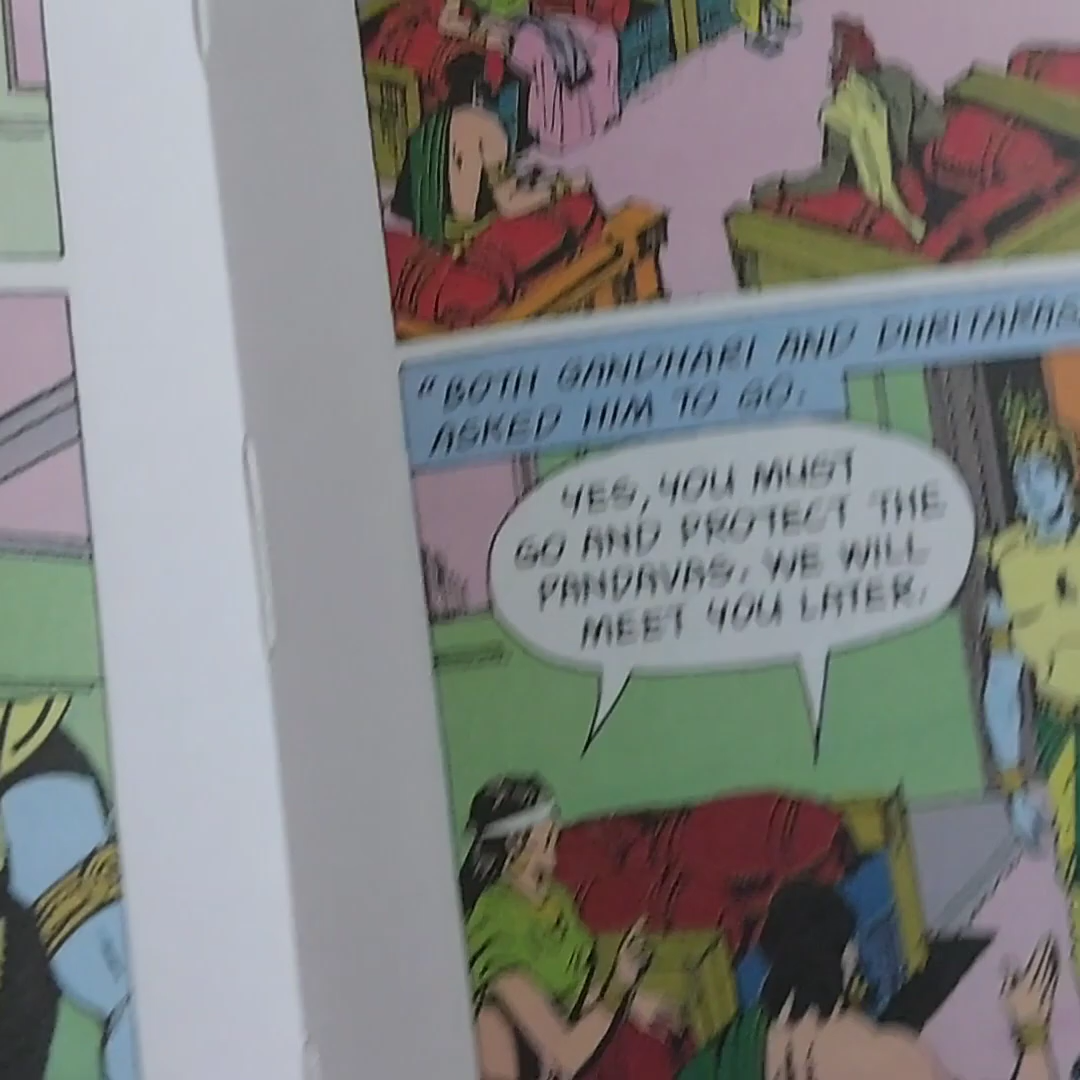 "BOTH GANDHARI AND DHRITARAS
ASKED HIM TO GO.
YES, YOU MUST
GO AND PROTECT THE
PANDAVAS. WE WILL
MEET YOU LATER.